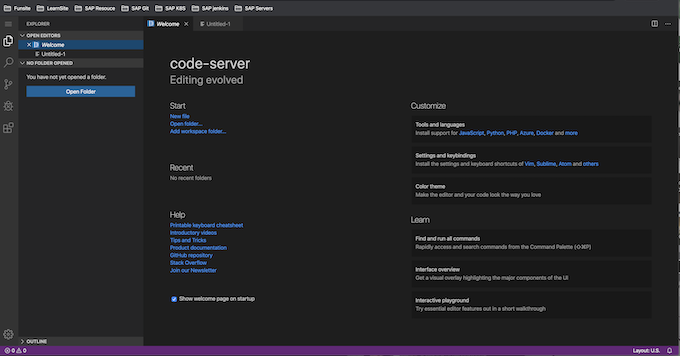 Funsite LearnSite SAP Resouce SAP Git SAP KBS SAP jenkins SAP Servers
EXPLORER
Welcome
Untitled-1
OPEN EDITORS
Welcome
Untitled-1
NO FOLDER OPENED
You have not yet opened a folder.
Open Folder
OUTLINE
code-server
Editing evolved
Start
New file
Open folder...
Add workspace folder...
Recent
No recent folders
Help
Printable keyboard cheatsheet
Introductory videos
Tips and Tricks
Product documentation
GitHub repository
Stack Overflow
Join our Newsletter
Show welcome page on startup
Customize
Tools and languages
Install support for JavaScript, Python, PHP, Azure, Docker and more
Settings and keybindings
Install the settings and keyboard shortcuts of Vim, Sublime, Atom and others
Color theme
Make the editor and your code look the way you love
Learn
Find and run all commands
Rapidly access and search commands from the Command Palette (⇧⌘P)
Interface overview
Get a visual overlay highlighting the major components of the UI
Interactive playground
Try essential editor features out in a short walkthrough
0 0
Layout: U.S.